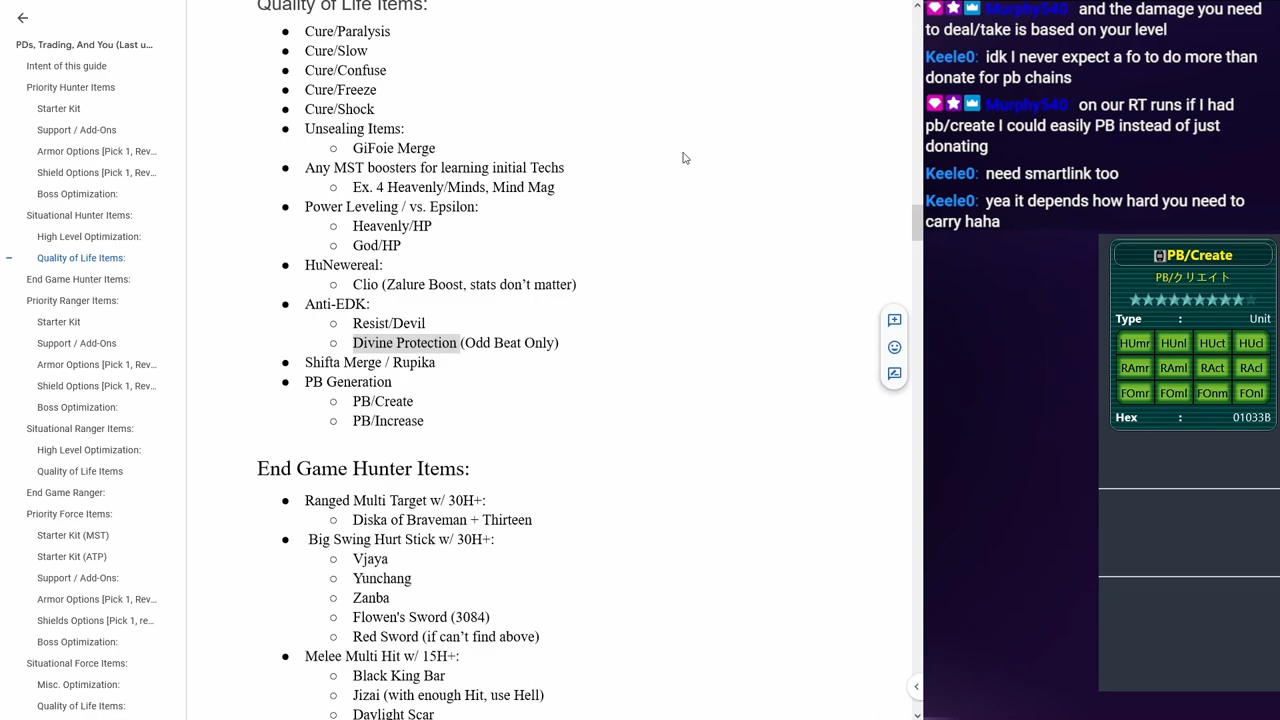 PDs, Trading, And You (Last u...
Intent of this guide
Priority Hunter Items
Starter Kit
Support / Add-Ons
Armor Options [Pick 1, Rev...
Shield Options [Pick 1, Rev...
Boss Optimization:
Situational Hunter Items:
High Level Optimization:
Quality of Life Items:
End Game Hunter Items:
Priority Ranger Items:
Starter Kit
Support / Add-Ons:
Armor Options [Pick 1, Rev...
Shield Options [Pick 1, Rev...
Boss Optimization:
Situational Ranger Items:
High Level Optimization:
Quality of Life Items
End Game Ranger:
Priority Force Items:
Starter Kit (MST)
Starter Kit (ATP)
Support / Add-Ons:
Armor Options [Pick 1, Rev...
Shields Options [Pick 1, re...
Boss Optimization:
Situational Force Items:
Misc. Optimization:
Quality of Life Items:
Quality of Life Items:
Cure/Paralysis
Cure/Slow
Cure/Confuse
Cure/Freeze
Cure/Shock
Unsealing Items:
GiFoie Merge
Any MST boosters for learning initial Techs
Ex. 4 Heavenly/Minds, Mind Mag
Power Leveling / vs. Epsilon:
Heavenly/HP
God/HP
HuNewereal:
Clio (Zalure Boost, stats don't matter)
Anti-EDK:
Resist/Devil
Divine Protection (Odd Beat Only)
Shifta Merge / Rupika
PB Generation
PB/Create
PB/Increase
End Game Hunter Items:
Ranged Multi Target w/ 30H+:
Diska of Braveman + Thirteen
Big Swing Hurt Stick w/ 30H+:
Vjaya
Yunchang
Zanba
Flowen's Sword (3084)
Red Sword (if can't find above)
Melee Multi Hit w/ 15H+:
Black King Bar
Jizai (with enough Hit, use Hell)
Daylight Scar
Murphy540 and the damage you need
to deal/take is based on your level
Keele0: idk I never expect a fo to do more than
donate for pb chains
Murphy540 on our RT runs if I had
pb/create I could easily PB instead of just
donating
Keele0: need smartlink too
Keele0: yea it depends how hard you need to
carry haha
PB/Create
PB/クリエイト
Type : Unit
HUmr HUnl HUct HUcl
RAmr RAml RAct RAcl
FOmr FOml FOnm FOnl
Hex : 01033B